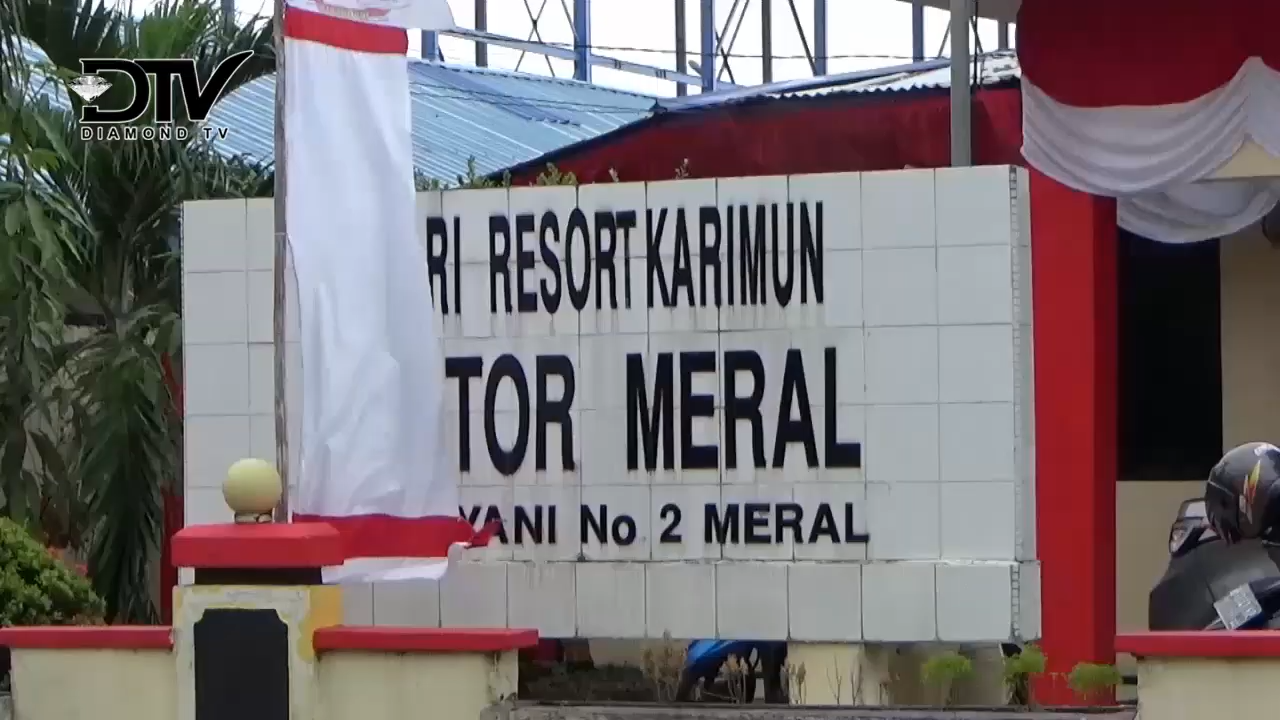 DTV
DIAMOND TV
RI RESORT KARIMUN
TOR MERAL
YANI No 2 MERAL